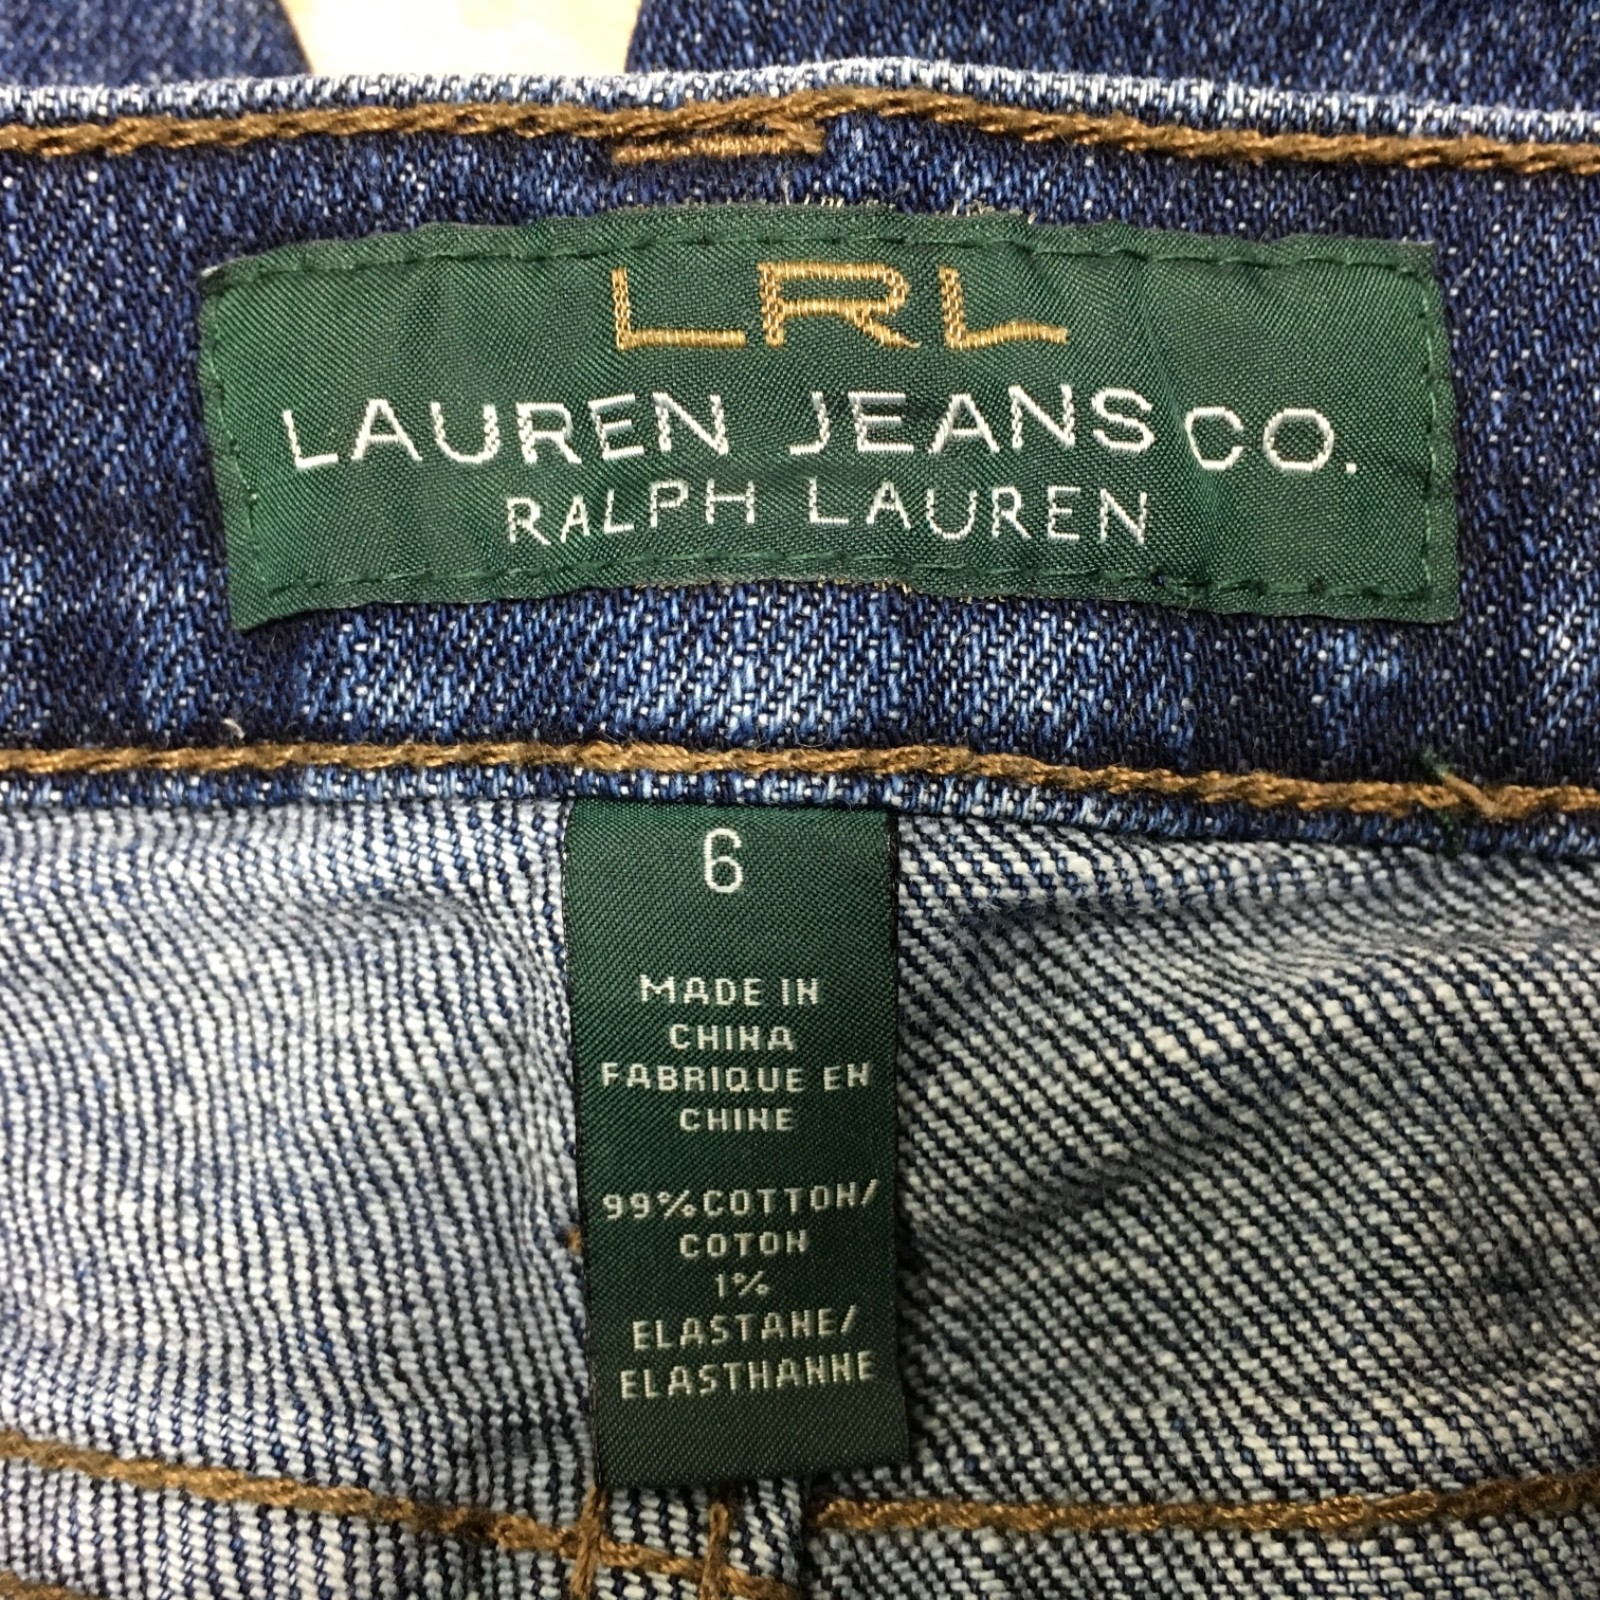 LRL
LAUREN JEANS CO.
RALPH LAUREN
6
MADE IN
CHINA
FABRIQUE EN
CHINE
99% COTTON/
COTON
1%
ELASTANE/
ELASTHANNE